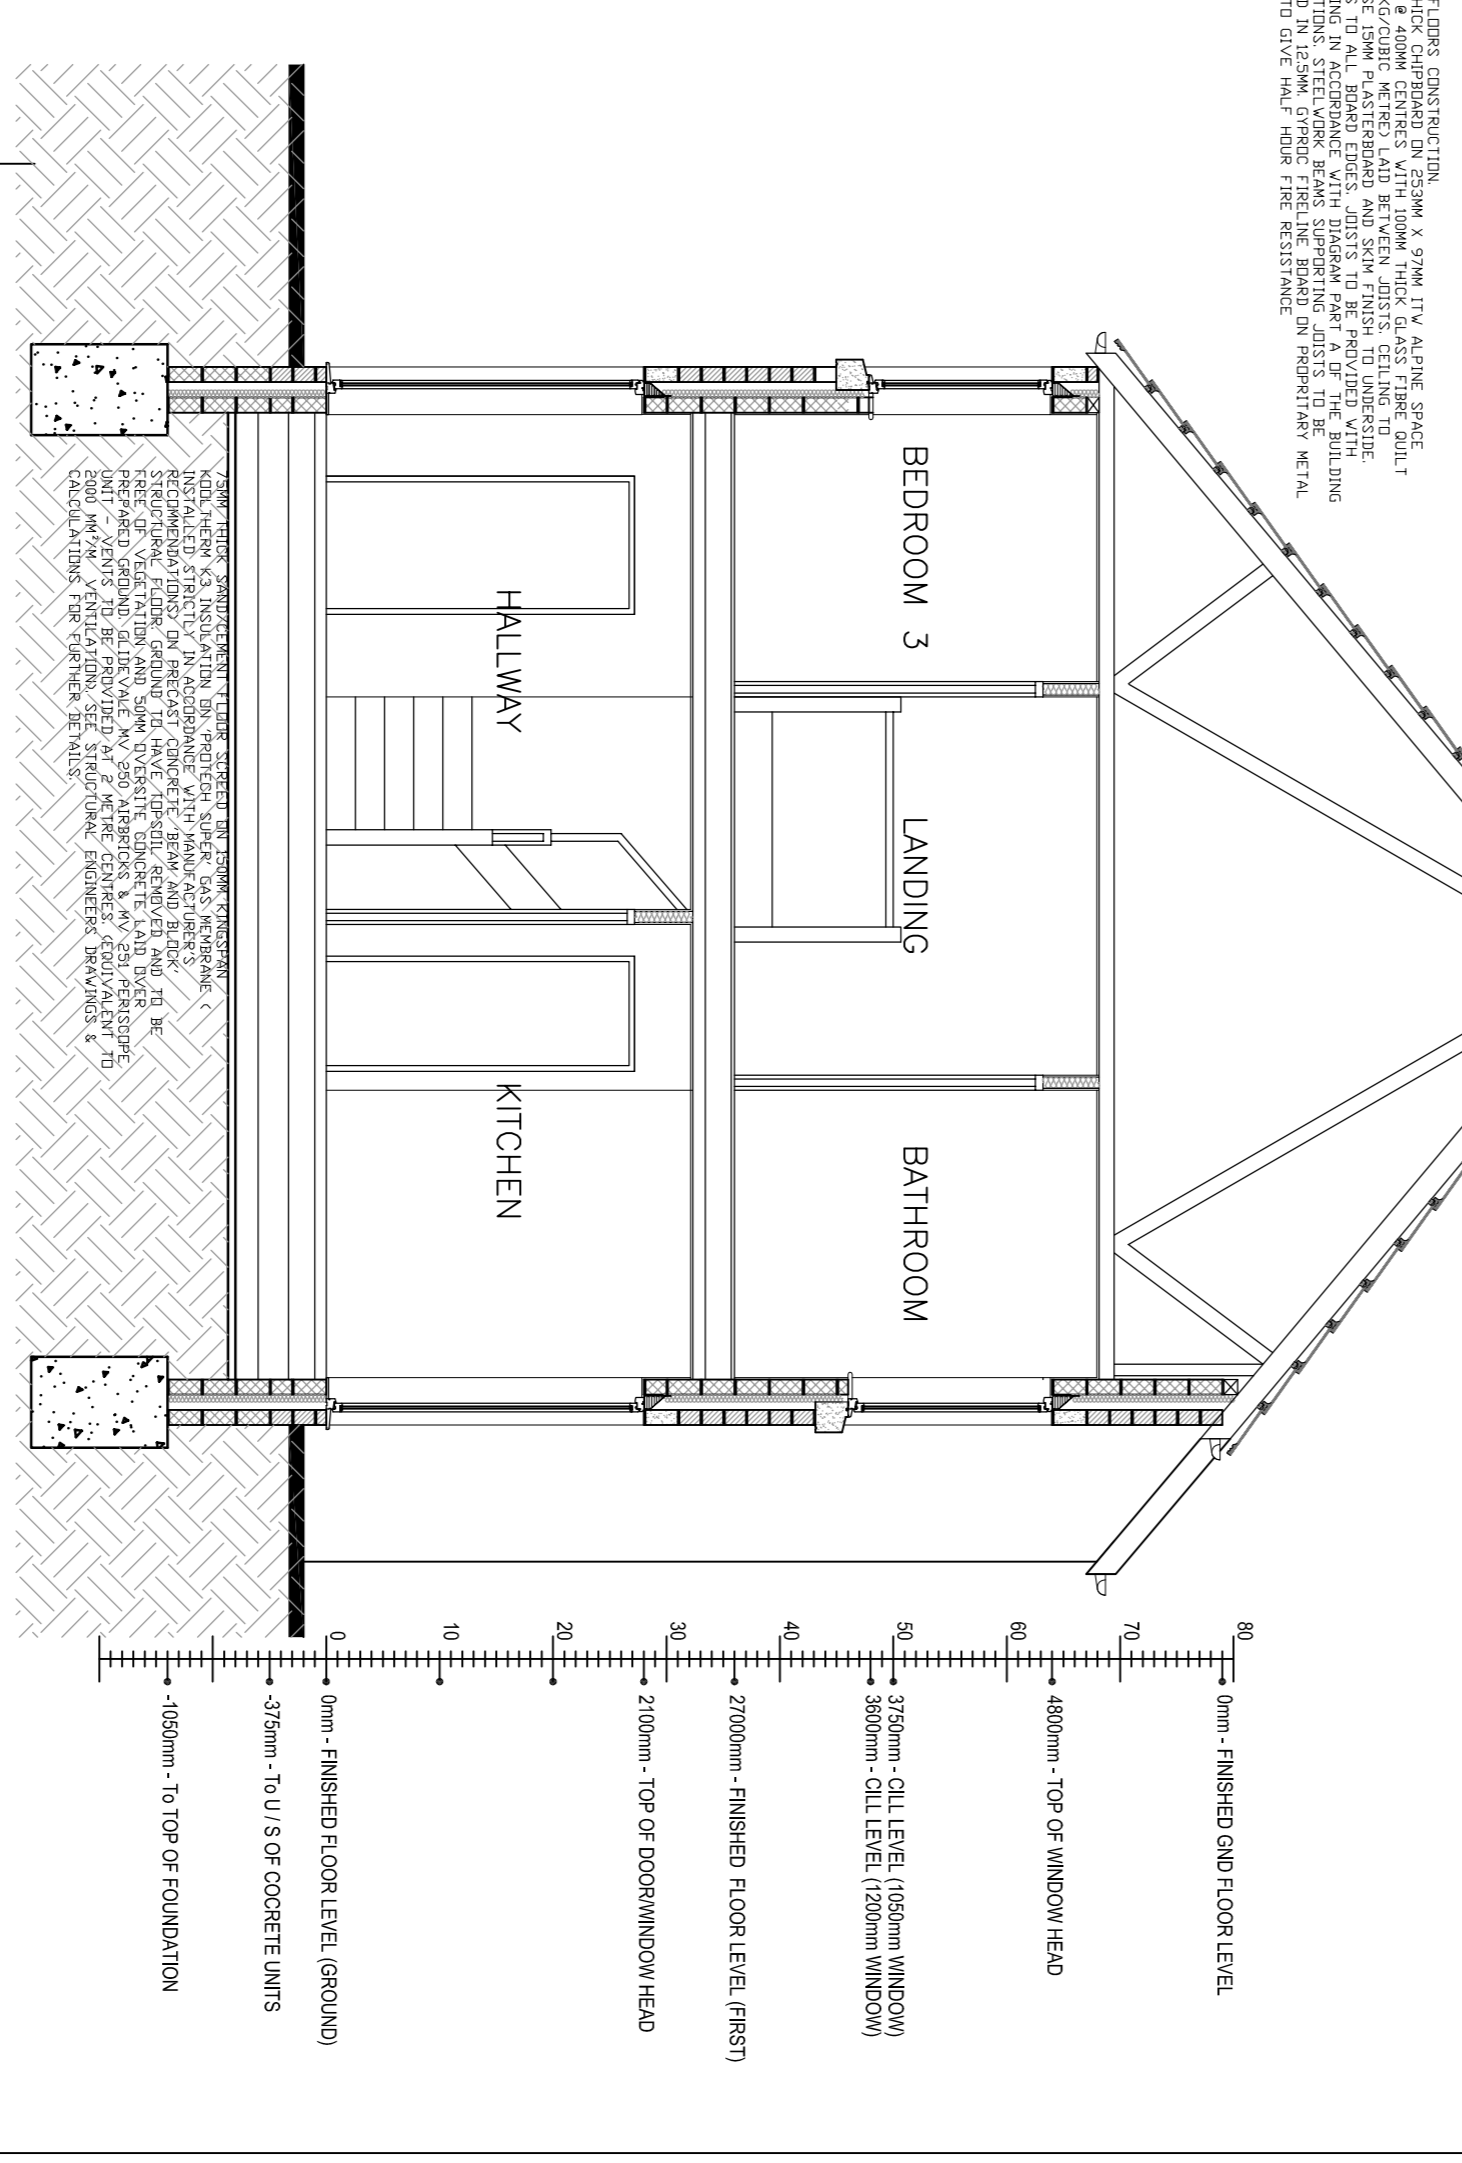 FLOORS CONSTRUCTION.
HICK CHIPBOARD ON 253MM X 97MM ITW ALPINE SPACE
@ 400MM CENTRES WITH 100MM THICK GLASS FIBRE QUILT
KG/CUBIC METRE) LAID BETWEEN JOISTS. CEILING TO
SE 15MM PLASTERBOARD AND SKIM FINISH TO UNDERSIDE.
S TO ALL BOARD EDGES. JOISTS TO BE PROVIDED WITH
ING IN ACCORDANCE WITH DIAGRAM PART A OF THE BUILDING
TIONS. STEELWORK BEAMS SUPPORTING JOISTS TO BE
D IN 12.5MM. GYPROC FIRELINE BOARD ON PROPRITARY METAL
TO GIVE HALF HOUR FIRE RESISTANCE
BEDROOM 3
LANDING
BATHROOM
HALLWAY
KITCHEN
75MM THICK SAND/CEMENT FLOOR SCREED ON 150MM KINGSPAN
KOOLTHERM K3 INSULATION ON 'PROTECH SUPER' GAS MEMBRANE (
INSTALLED STRICTLY IN ACCORDANCE WITH MANUFACTURER'S
RECOMMENDATIONS) ON PRECAST CONCRETE 'BEAM AND BLOCK'
STRUCTURAL FLOOR. GROUND TO HAVE TOPSOIL REMOVED AND TO BE
FREE OF VEGETATION AND 50MM OVERSITE CONCRETE LAID OVER
PREPARED GROUND. GLIDEVALE MV 250 AIRBRICKS & MV 251 PERISCOPE
UNIT - VENTS TO BE PROVIDED AT 2 METRE CENTRES. (EQUIVALENT TO
2000 MM²/M VENTILATION). SEE STRUCTURAL ENGINEERS DRAWINGS &
CALCULATIONS FOR FURTHER DETAILS.
80
70
60
50
40
30
20
10
0
0mm - FINISHED GND FLOOR LEVEL
4800mm - TOP OF WINDOW HEAD
3750mm - CILL LEVEL (1050mm WINDOW)
3600mm - CILL LEVEL (1200mm WINDOW)
27000mm - FINISHED FLOOR LEVEL (FIRST)
2100mm - TOP OF DOOR/WINDOW HEAD
0mm - FINISHED FLOOR LEVEL (GROUND)
-375mm - To U / S OF COCRETE UNITS
-1050mm - To TOP OF FOUNDATION